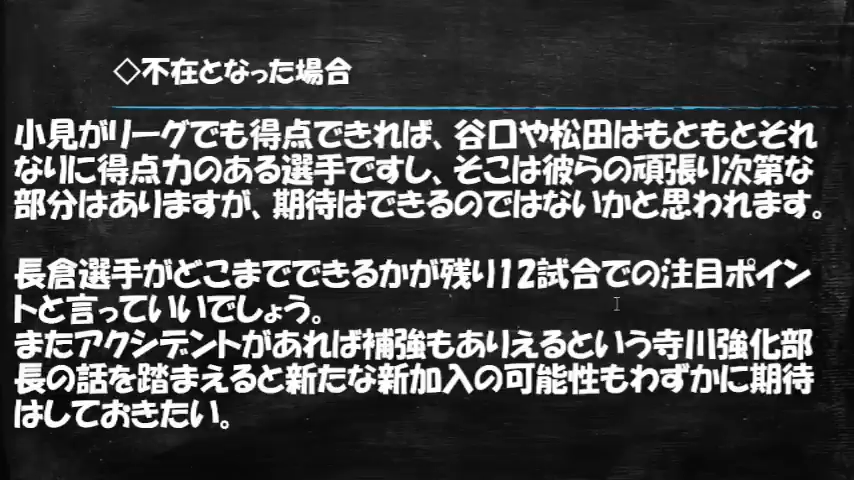 ◇不在となった場合
小見がリーグでも得点できれば、谷口や松田はもともとそれ
なりに得点力のある選手ですし、そこは彼らの頑張り次第な
部分はありますが、期待はできるのではないかと思われます。
長倉選手がどこまでできるかが残り12試合での注目ポイン
トと言っていいでしょう。
またアクシデントがあれば補強もありえるという寺川強化部
長の話を踏まえると新たな新加入の可能性もわずかに期待
はしておきたい。